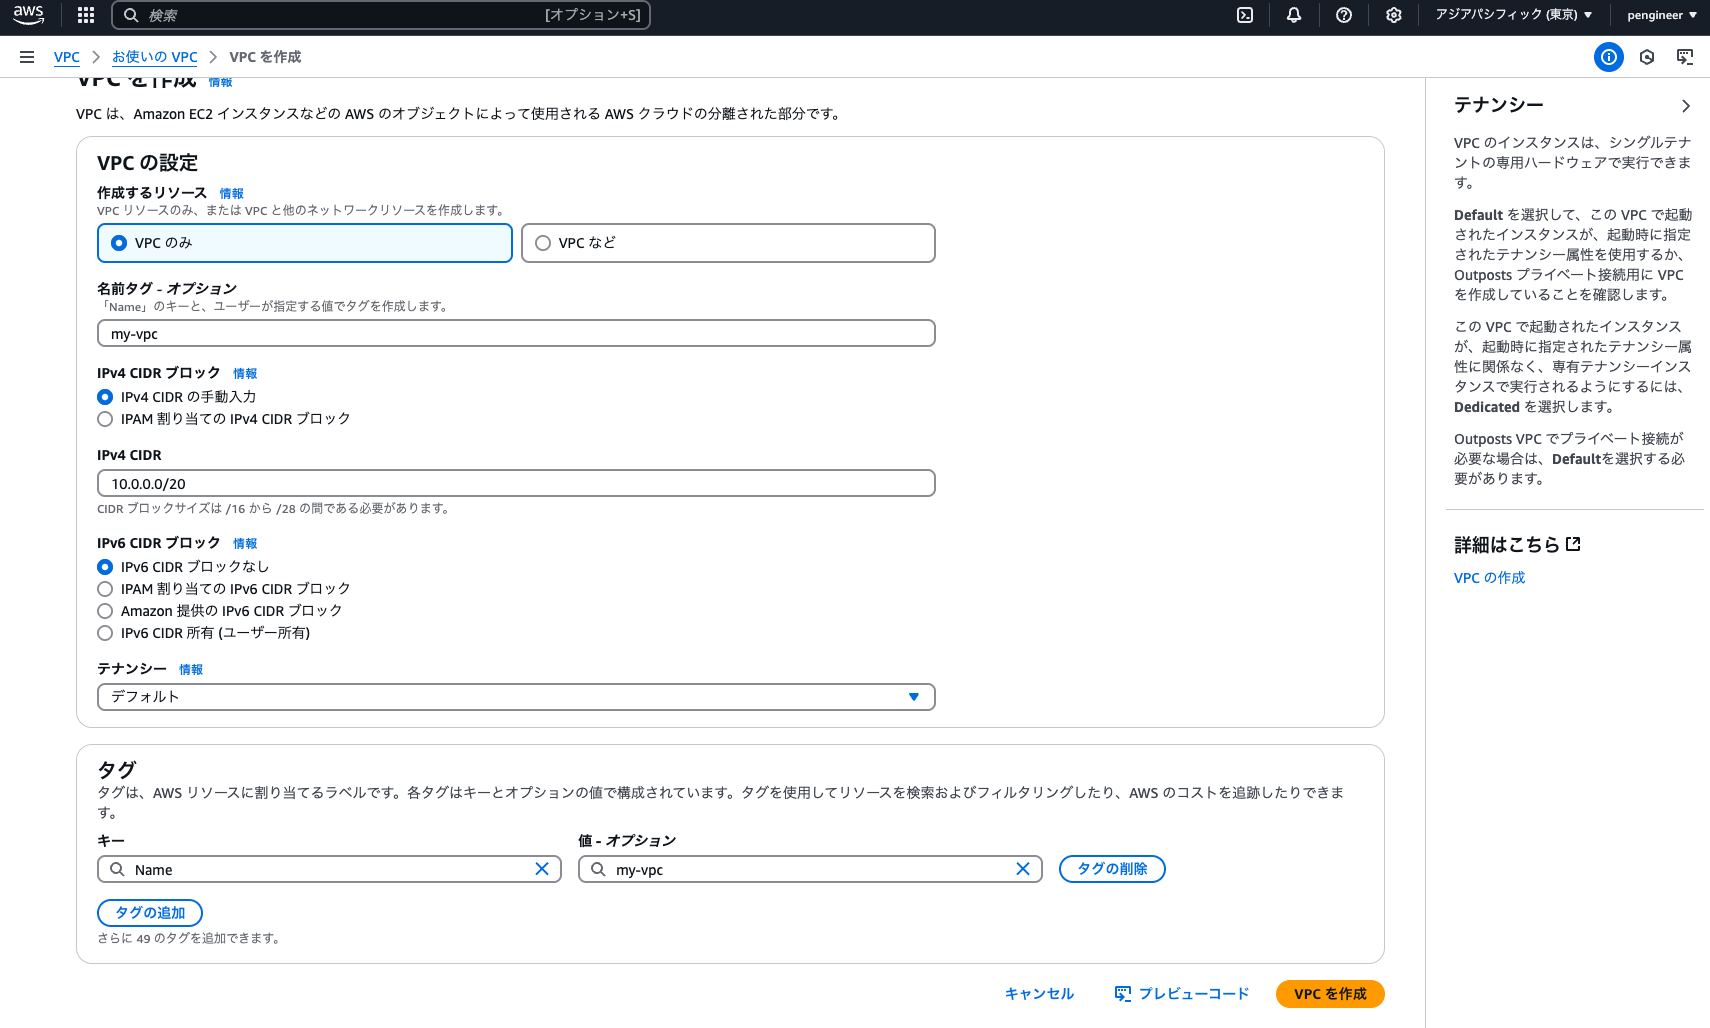 aws
検索 [オプション+S]
アジアパシフィック (東京)
pengineer
VPC
お使いの VPC
VPC を作成
VPC を作成 情報
VPC は、Amazon EC2 インスタンスなどの AWS のオブジェクトによって使用される AWS クラウドの分離された部分です。
VPC の設定
作成するリソース 情報
VPC リソースのみ、または VPC と他のネットワークリソースを作成します。
VPC のみ
VPC など
名前タグ - オプション
「Name」のキーと、ユーザーが指定する値でタグを作成します。
my-vpc
IPv4 CIDR ブロック 情報
IPv4 CIDR の手動入力
IPAM 割り当ての IPv4 CIDR ブロック
IPv4 CIDR
10.0.0.0/20
CIDR ブロックサイズは /16 から /28 の間である必要があります。
IPv6 CIDR ブロック 情報
IPv6 CIDR ブロックなし
IPAM 割り当ての IPv6 CIDR ブロック
Amazon 提供の IPv6 CIDR ブロック
IPv6 CIDR 所有 (ユーザー所有)
テナンシー 情報
デフォルト
タグ
タグは、AWS リソースに割り当てるラベルです。各タグはキーとオプションの値で構成されています。タグを使用してリソースを検索およびフィルタリングしたり、AWS のコストを追跡したりできま
す。
キー
値 - オプション
Name
my-vpc
タグの削除
タグの追加
さらに 49 のタグを追加できます。
キャンセル
プレビューコード
VPC を作成
テナンシー
VPC のインスタンスは、シングルテナ
ントの専用ハードウェアで実行できま
す。
Default を選択して、この VPC で起動
されたインスタンスが、起動時に指定
されたテナンシー属性を使用するか、
Outposts プライベート接続用に VPC
を作成していることを確認します。
この VPC で起動されたインスタンス
が、起動時に指定されたテナンシー属
性に関係なく、専有テナンシーインス
タンスで実行されるようにするには、
Dedicated を選択します。
Outposts VPC でプライベート接続が
必要な場合は、Defaultを選択する必
要があります。
詳細はこちら
VPC の作成